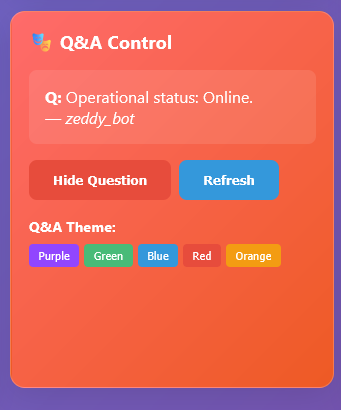 🎭 Q&A Control
Q: Operational status: Online.
— zeddy_bot
Hide Question Refresh
Q&A Theme:
Purple Green Blue Red Orange